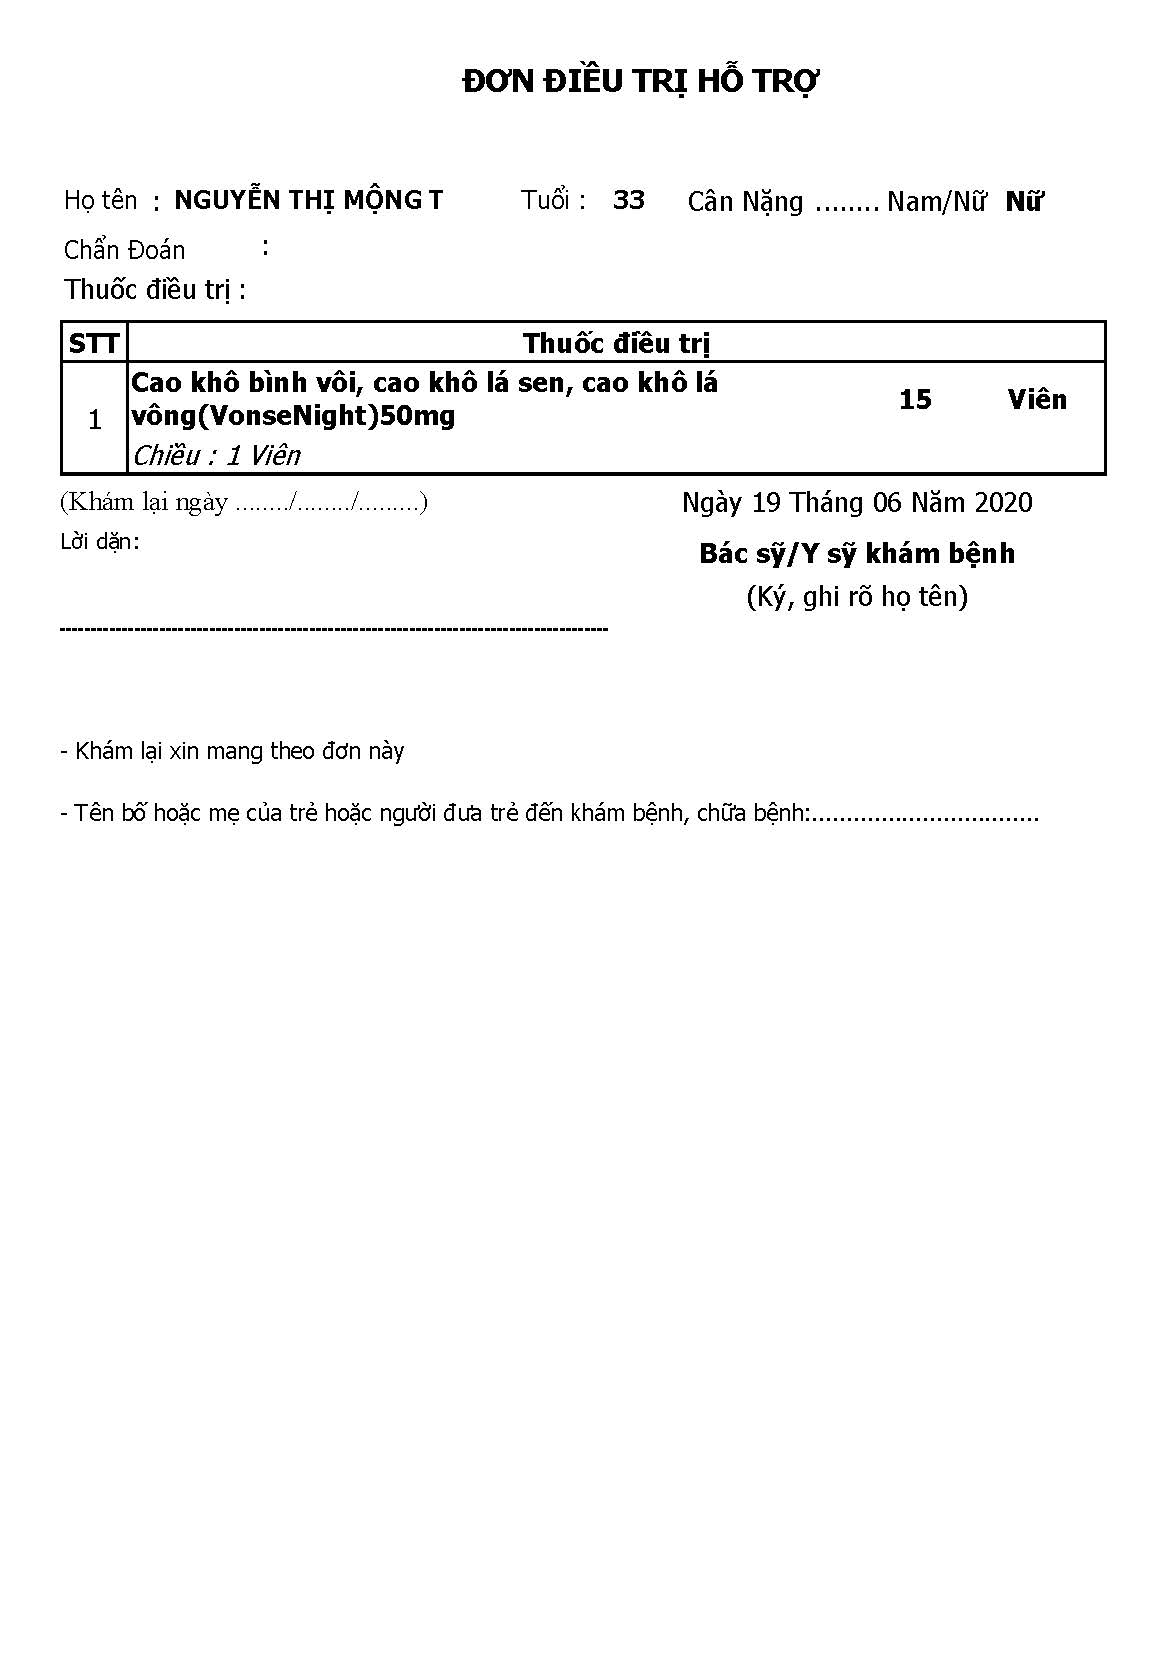 ĐƠN ĐIỀU TRỊ HỖ TRỢ
Họ tên : NGUYỄN THỊ MỘNG T Tuổi : 33 Cân Nặng ........ Nam/Nữ Nữ
Chẩn Đoán :
Thuốc điều trị :
STT Thuốc điều trị
1 Cao khô bình vôi, cao khô lá sen, cao khô lá 15 Viên
vông(VonseNight)50mg
Chiều : 1 Viên
(Khám lại ngày ......../......../.........) Ngày 19 Tháng 06 Năm 2020
Lời dặn:
Bác sỹ/Y sỹ khám bệnh
(Ký, ghi rõ họ tên)
- Khám lại xin mang theo đơn này
- Tên bố hoặc mẹ của trẻ hoặc người đưa trẻ đến khám bệnh, chữa bệnh:.................................